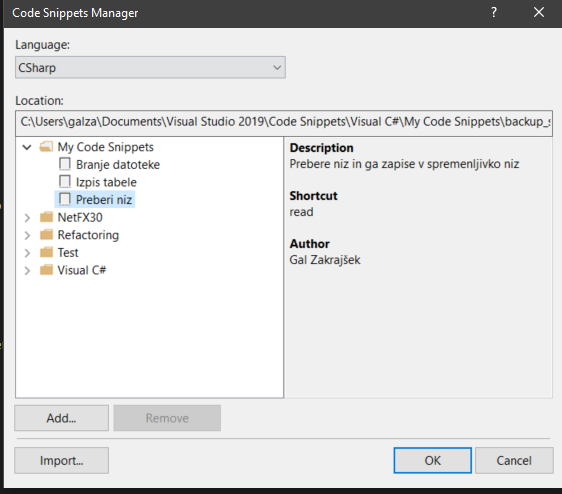 Code Snippets Manager
Language:
CSharp
Location:
C:\Users\galza\Documents\Visual Studio 2019\Code Snippets\Visual C#\My Code Snippets\backup_s
My Code Snippets
Branje datoteke
Izpis tabele
Preberi niz
NetFX30
Refactoring
Test
Visual C#
Description
Prebere niz in ga zapise v spremenljivko niz
Shortcut
read
Author
Gal Zakrajšek
Add...
Remove
Import...
OK
Cancel